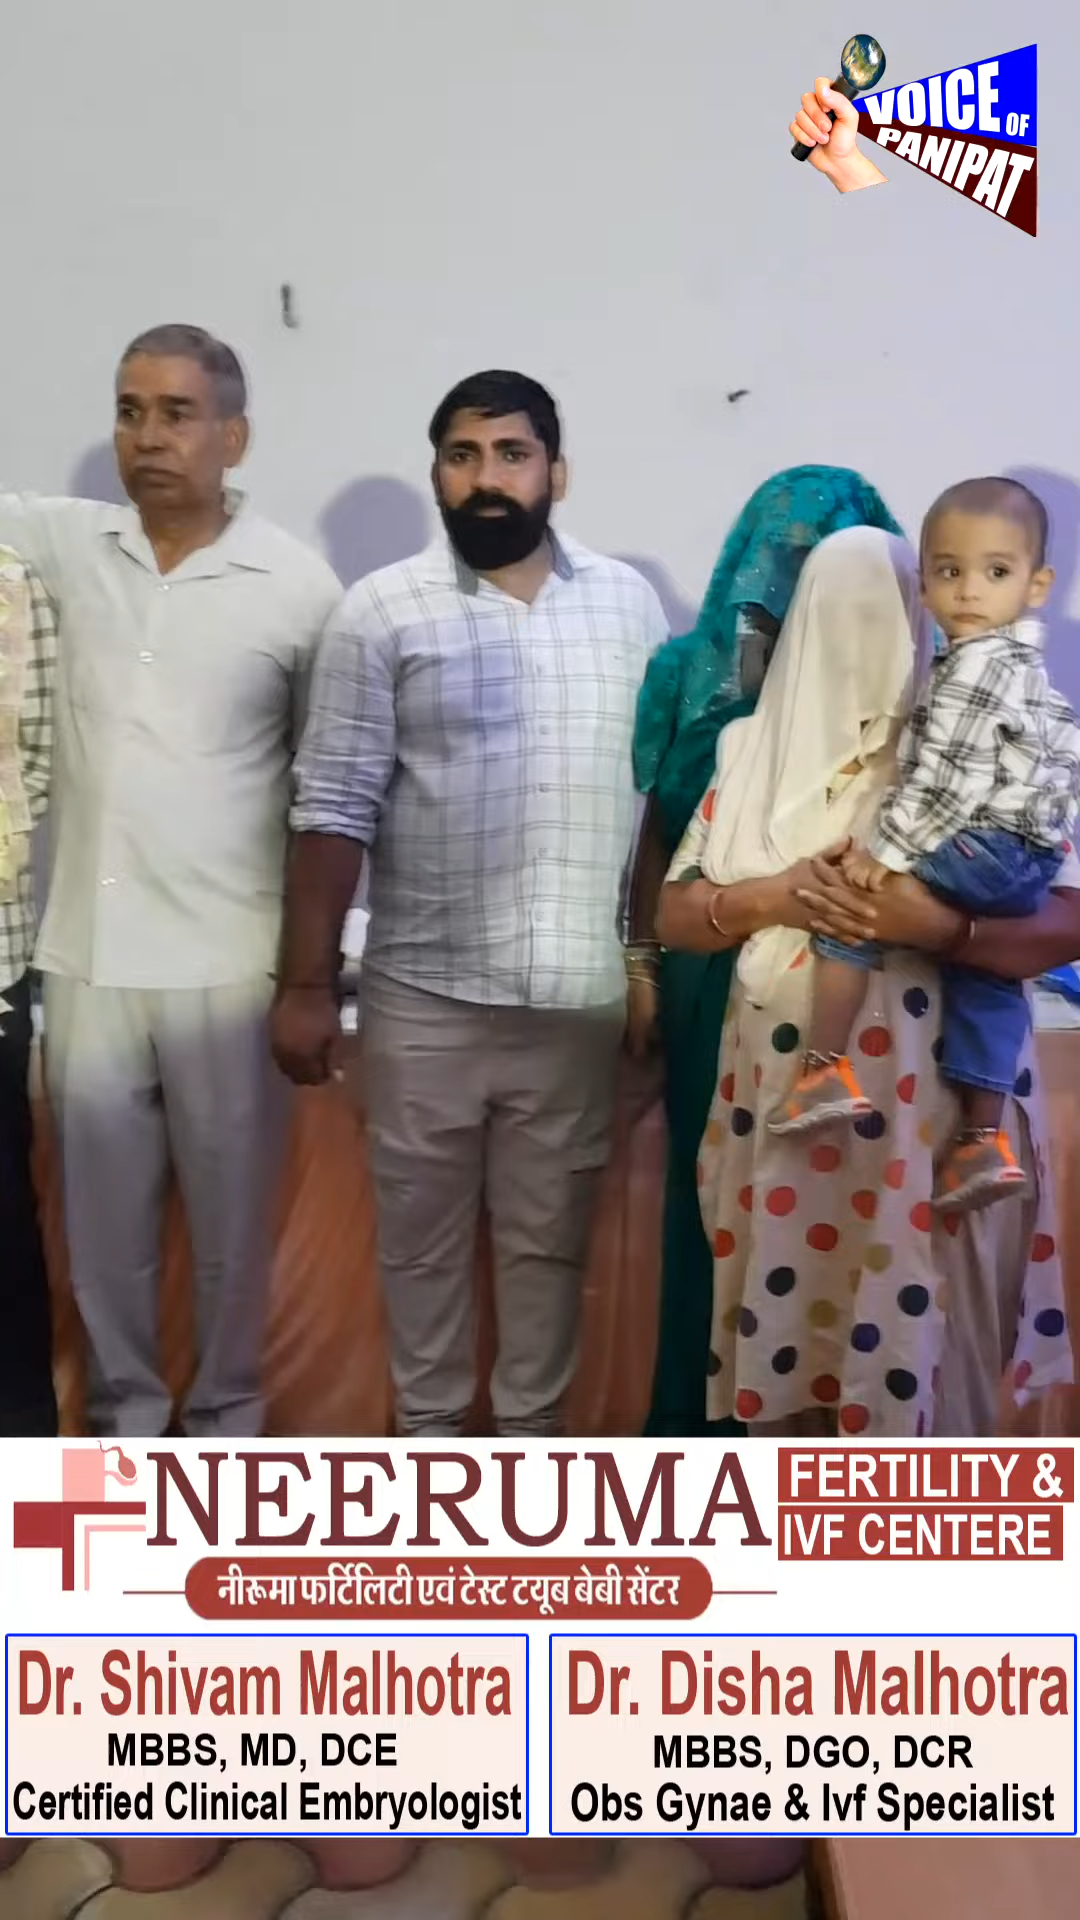 VOICE OF
PANIPAT
NEERUMA
FERTILITY &
IVF CENTERE
नीरूमा फर्टिलिटी एवं टेस्ट टयूब बेबी सेंटर
Dr. Shivam Malhotra
MBBS, MD, DCE
Certified Clinical Embryologist
Dr. Disha Malhotra
MBBS, DGO, DCR
Obs Gynae & Ivf Specialist